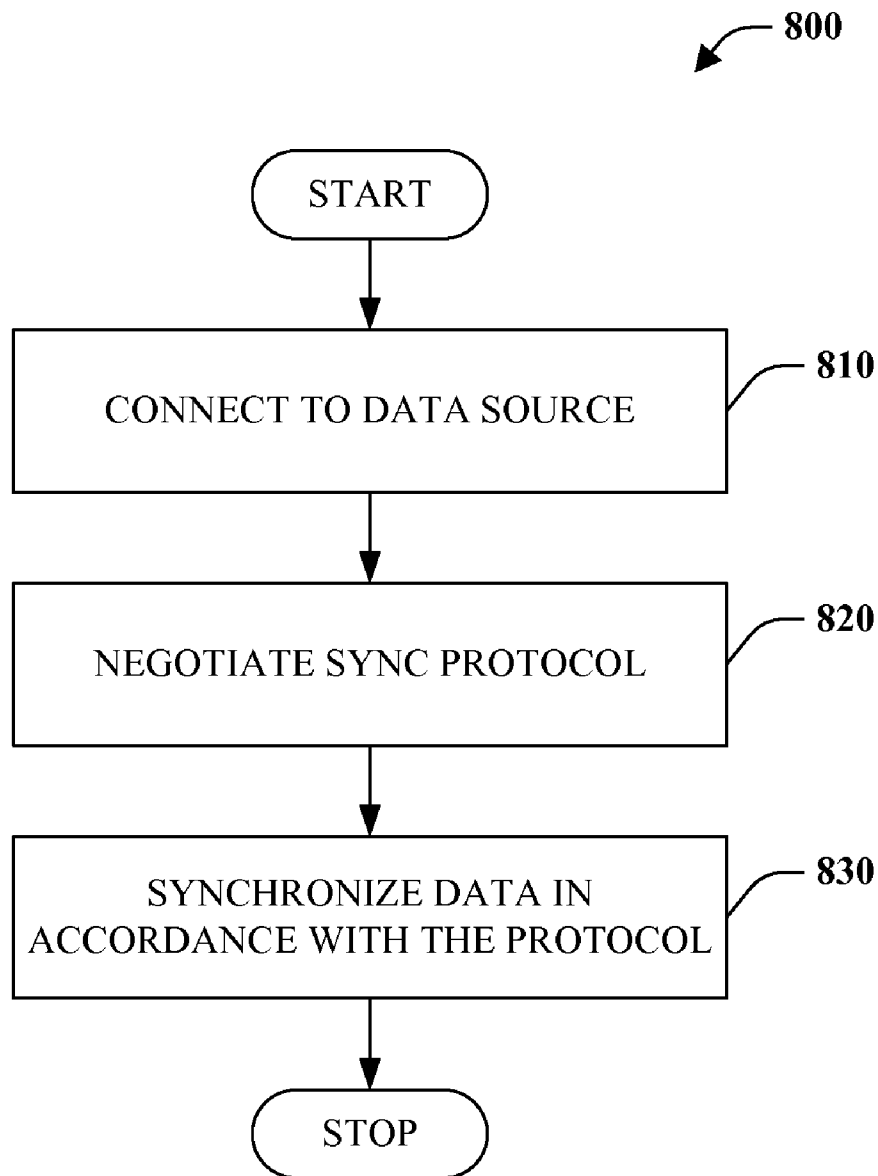 800
START
CONNECT TO DATA SOURCE
810
NEGOTIATE SYNC PROTOCOL
820
SYNCHRONIZE DATA IN
ACCORDANCE WITH THE PROTOCOL
830
STOP